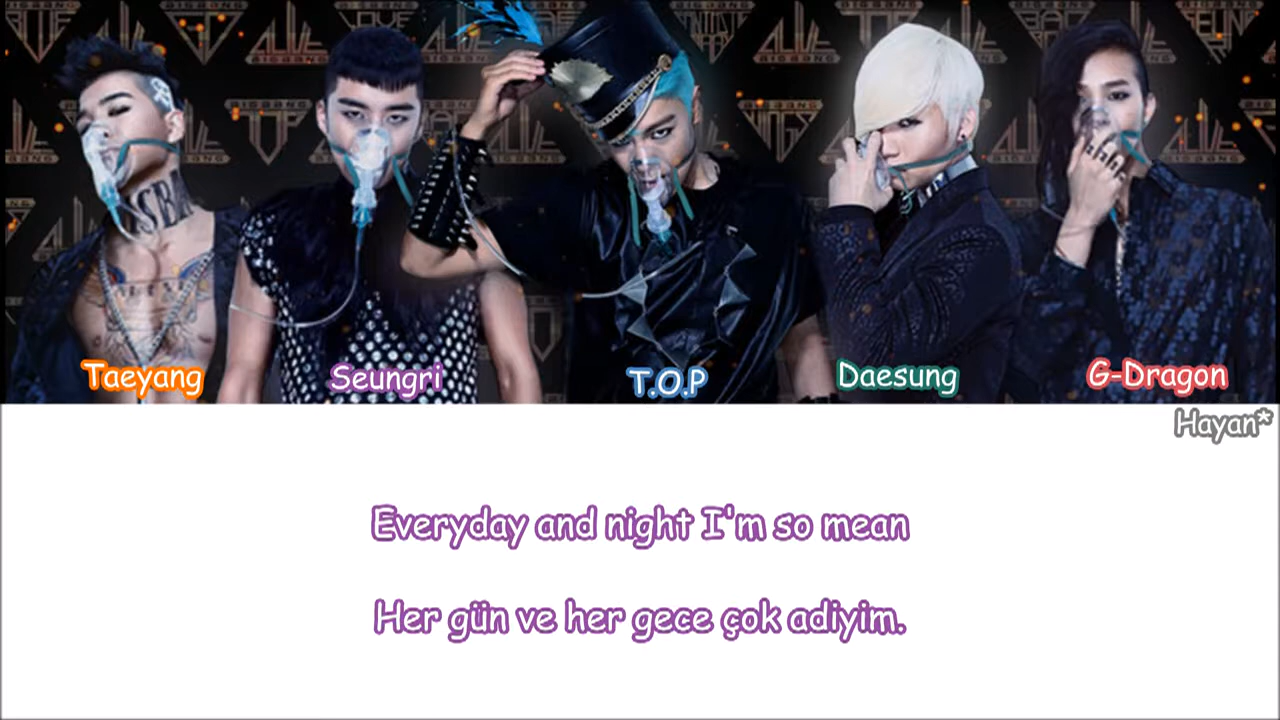 Taeyang
Seungri
T.O.P
Daesung
G-Dragon
Hayan*
Everyday and night I'm so mean
Her gün ve her gece çok adiyim.